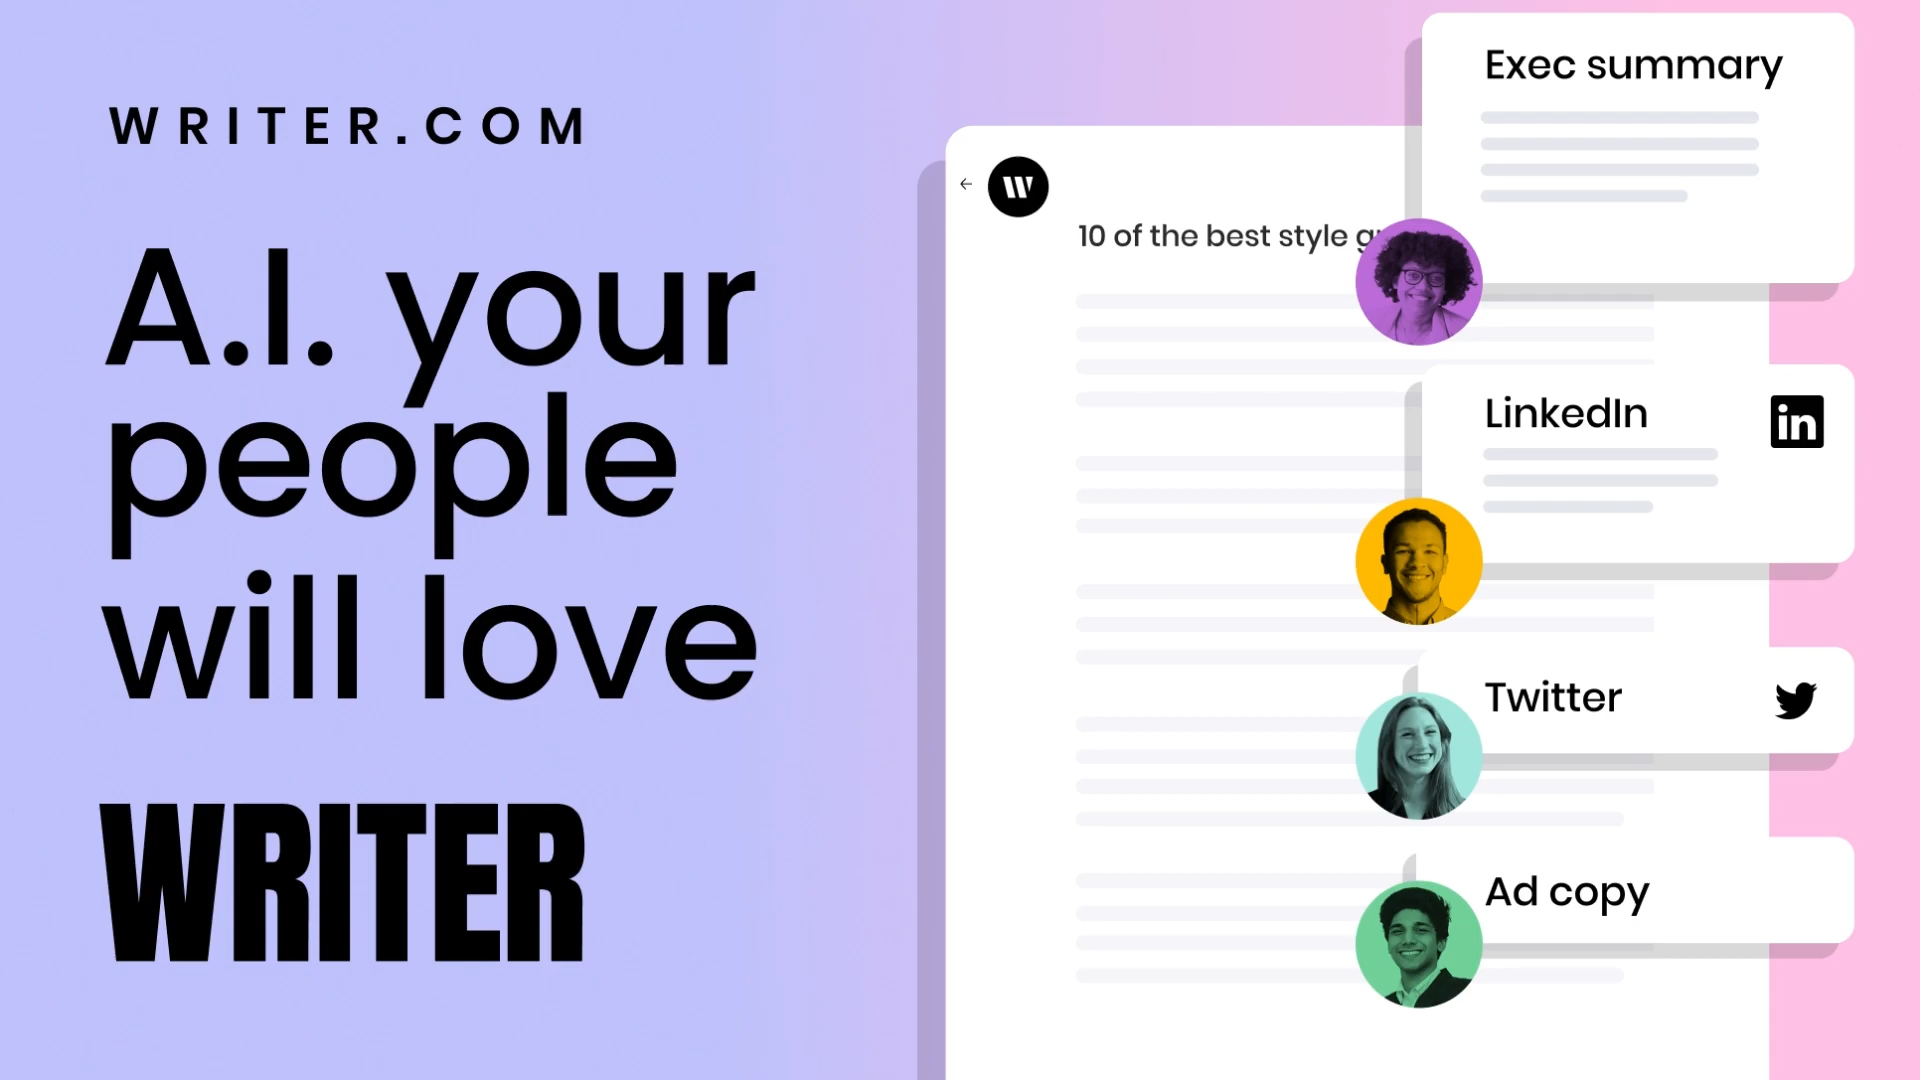 WRITER.COM
A.I. your
people
will love
WRITER
W
10 of the best style
Exec summary
LinkedIn
in
Twitter
Ad copy